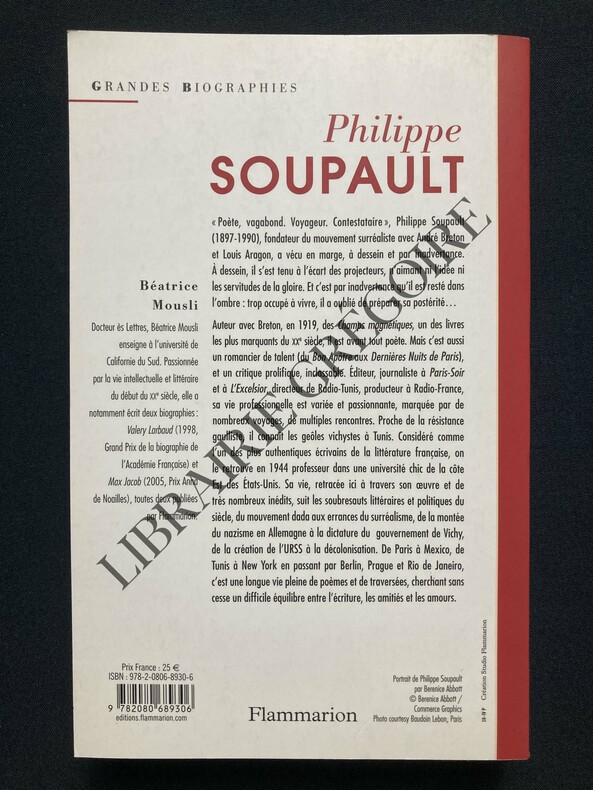 GRANDES BIOGRAPHIES
Philippe
SOUPAULT
« Poète, vagabond. Voyageur. Contestataire », Philippe Soupault
(1897-1990), fondateur du mouvement surréaliste avec André Breton
et Louis Aragon, a vécu en marge, à dessein et par inadvertance.
À dessein, il s'est tenu à l'écart des projecteurs, n'aimant ni l'idée ni
les servitudes de la gloire. Et c'est par inadvertance qu'il est resté dans
l'ombre : trop occupé à vivre, il a oublié de préparer sa postérité…
Auteur avec Breton, en 1919, des Champs magnétiques, un des livres
les plus marquants du XXe siècle, il est avant tout poète. Mais c'est aussi
un romancier de talent (du Bon Apôtre aux Dernières Nuits de Paris),
et un critique prolifique, inclassable. Éditeur, journaliste à Paris-Soir
et à L'Excelsior, directeur de Radio-Tunis, producteur à Radio-France,
sa vie professionnelle est variée et passionnante, marquée par de
nombreux voyages, de multiples rencontres. Proche de la résistance
gaulliste, il connaît les geôles vichystes à Tunis. Considéré comme
l'un des plus authentiques écrivains de la littérature française, on
le retrouve en 1944 professeur dans une université chic de la côte
Est des États-Unis. Sa vie, retracée ici à travers son œuvre et de
très nombreux inédits, suit les soubresauts littéraires et politiques du
siècle, du mouvement dada aux errances du surréalisme, de la montée
du nazisme en Allemagne à la dictature du gouvernement de Vichy,
de la création de l'URSS à la décolonisation. De Paris à Mexico, de
Tunis à New York en passant par Berlin, Prague et Rio de Janeiro,
c'est une longue vie pleine de poèmes et de traversées, cherchant sans
cesse un difficile équilibre entre l'écriture, les amitiés et les amours.
Béatrice
Mousli
Docteur ès Lettres, Béatrice Mousli
enseigne à l'université de
Californie du Sud. Passionnée
par la vie intellectuelle et littéraire
du début du XXe siècle, elle a
notamment écrit deux biographies :
Valery Larbaud (1998,
Grand Prix de la biographie de
l'Académie Française) et
Max Jacob (2005, Prix Anna
de Noailles), toutes deux publiées
par Flammarion.
LIBRAIRIE GRÉGOIRE
Prix France : 25 €
ISBN : 978-2-0806-8930-6
9 782080 689306
editions.flammarion.com
Flammarion
Portrait de Philippe Soupault
par Berenice Abbott
© Berenice Abbott /
Commerce Graphics
Photo courtesy Baudoin Lebon, Paris
Création Studio Flammarion